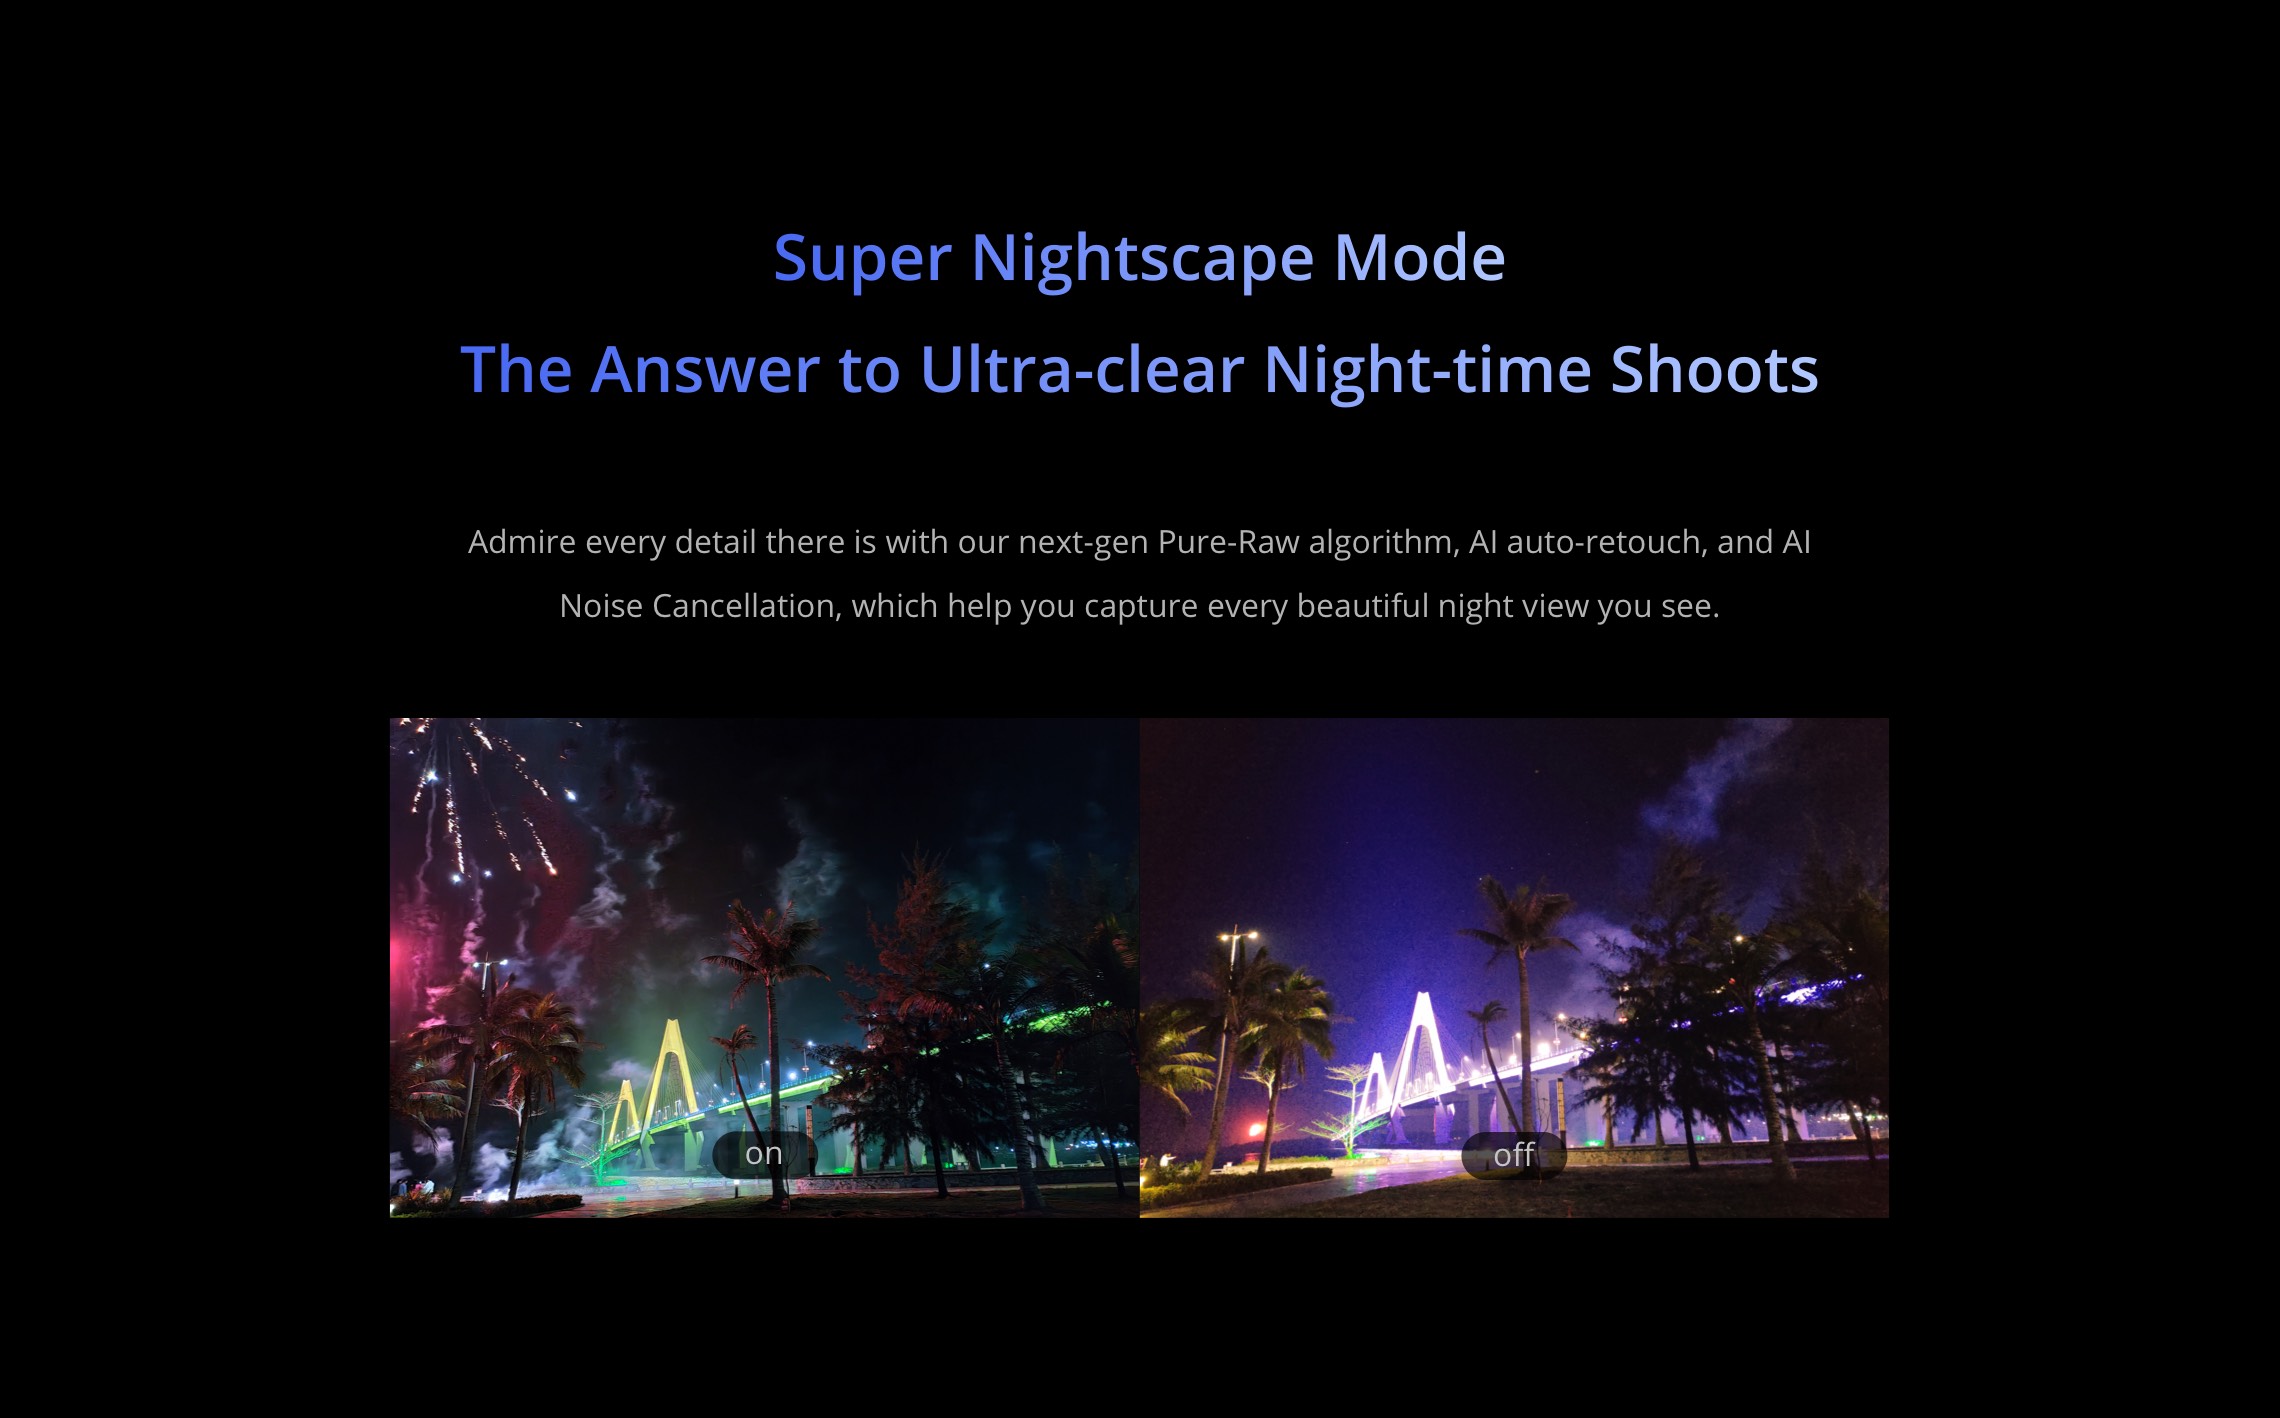 Super Nightscape Mode
The Answer to Ultra-clear Night-time Shoots
Admire every detail there is with our next-gen Pure-Raw algorithm, AI auto-retouch, and AI
Noise Cancellation, which help you capture every beautiful night view you see.
on
off